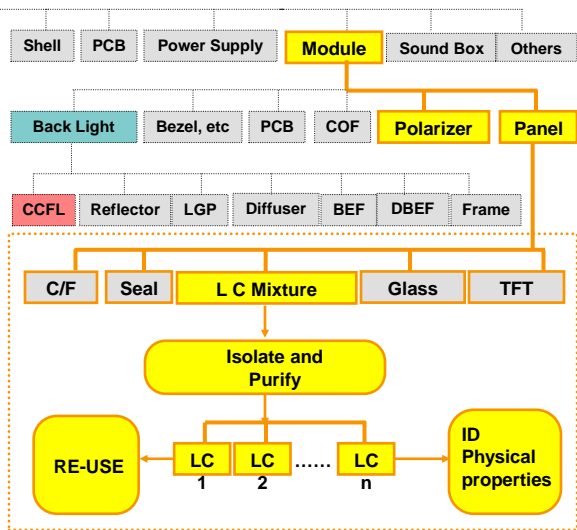 Shell PCB Power Supply Module Sound Box Others
Back Light Bezel, etc PCB COF Polarizer Panel
CCFL Reflector LGP Diffuser BEF DBEF Frame
C/F Seal L C Mixture Glass TFT
Isolate and
Purify
RE-USE
LC LC ...... LC
1 2 n
ID
Physical
properties